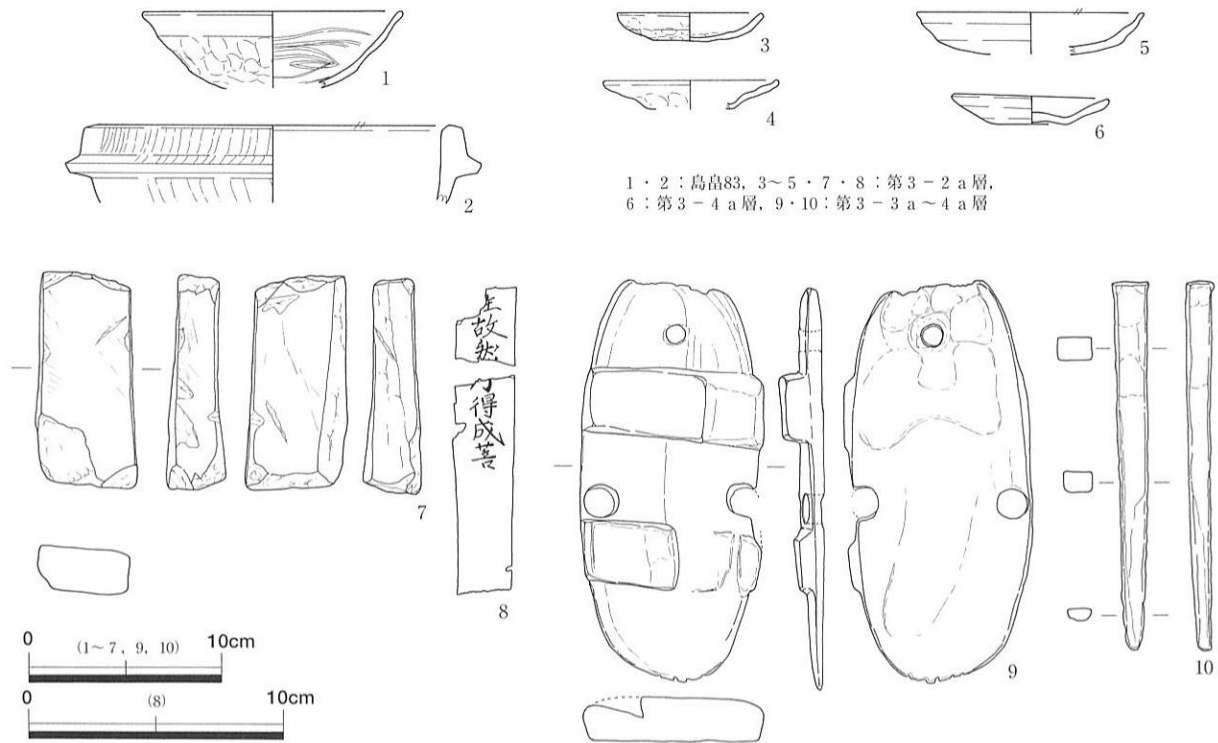 1
2
3
4
5
6
1・2：島畠83，3～5・7・8：第3－2a層，
6：第3－4a層，9・10：第3－3a～4a層
7
故然
得成菩
8
9
10
0 (1～7，9，10) 10cm
0 (8) 10cm